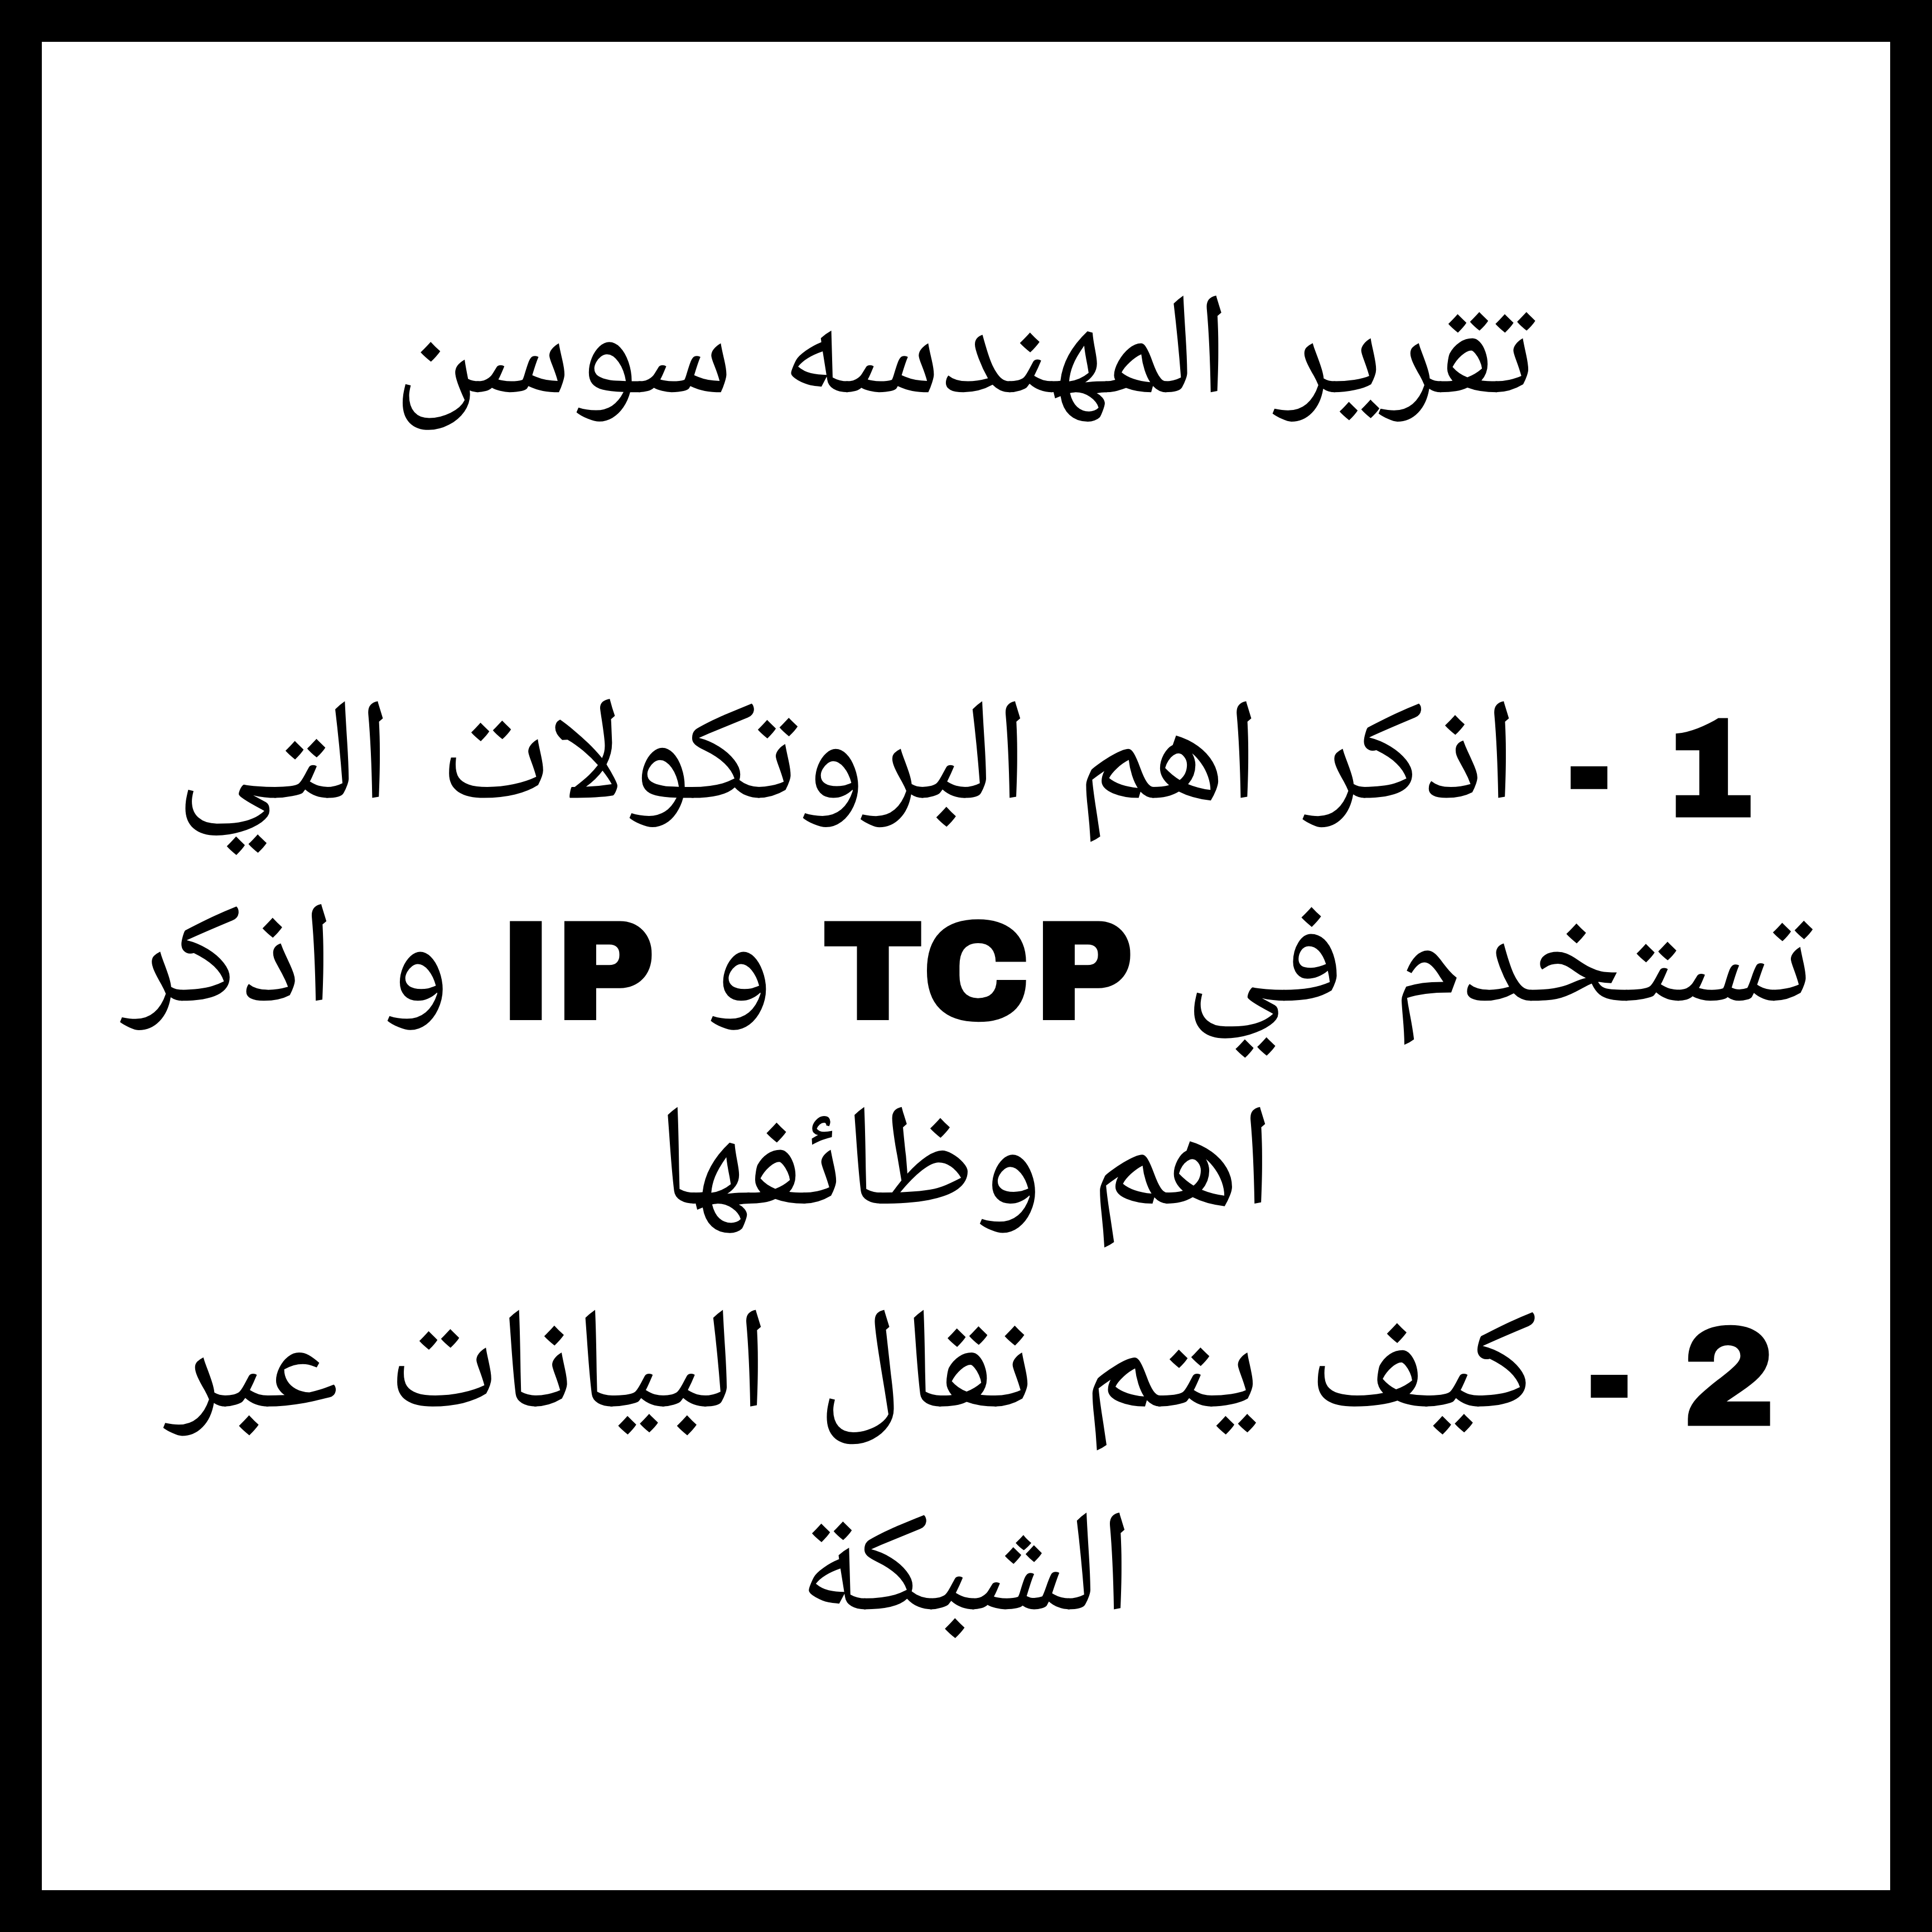 تقرير المهندسه سوسن
1 - اذكر اهم البروتكولات التي
تستخدم في TCP و IP و اذكر
اهم وظائفها
2 - كيف يتم نتقال البيانات عبر
الشبكة